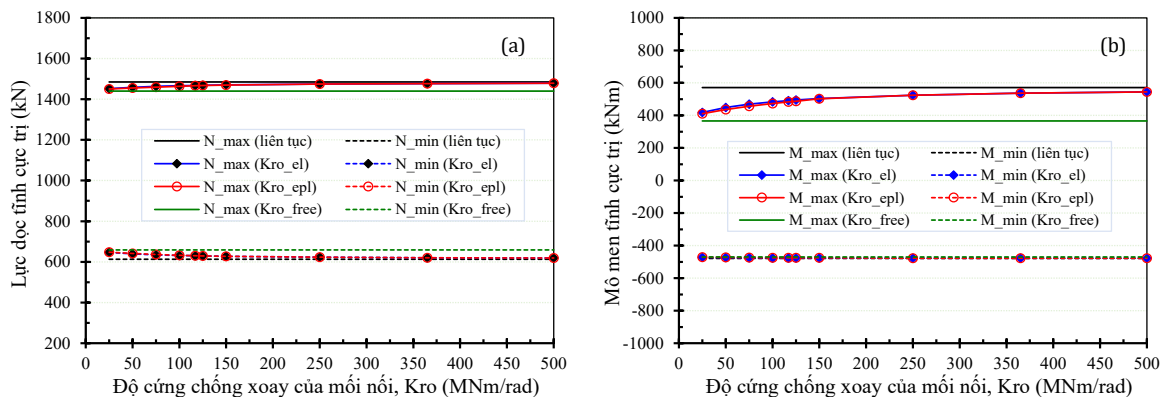 (a)
Lực dọc tĩnh cực trị (kN)
1800
1600
1400
1200
1000
800
600
400
200
N_max (liên tục)
N_min (liên tục)
N_max (Kro_el)
N_min (Kro_el)
N_max (Kro_epl)
N_min (Kro_epl)
N_max (Kro_free)
N_min (Kro_free)
0 50 100 150 200 250 300 350 400 450 500
Độ cứng chống xoay của mối nối, Kro (MNm/rad)
(b)
Mô men tĩnh cực trị (kNm)
1000
800
600
400
200
0
-200
-400
-600
-800
-1000
M_max (liên tục)
M_min (liên tục)
M_max (Kro_el)
M_min (Kro_el)
M_max (Kro_epl)
M_min (Kro_epl)
M_max (Kro_free)
M_min (Kro_free)
0 50 100 150 200 250 300 350 400 450 500
Độ cứng chống xoay của mối nối, Kro (MNm/rad)